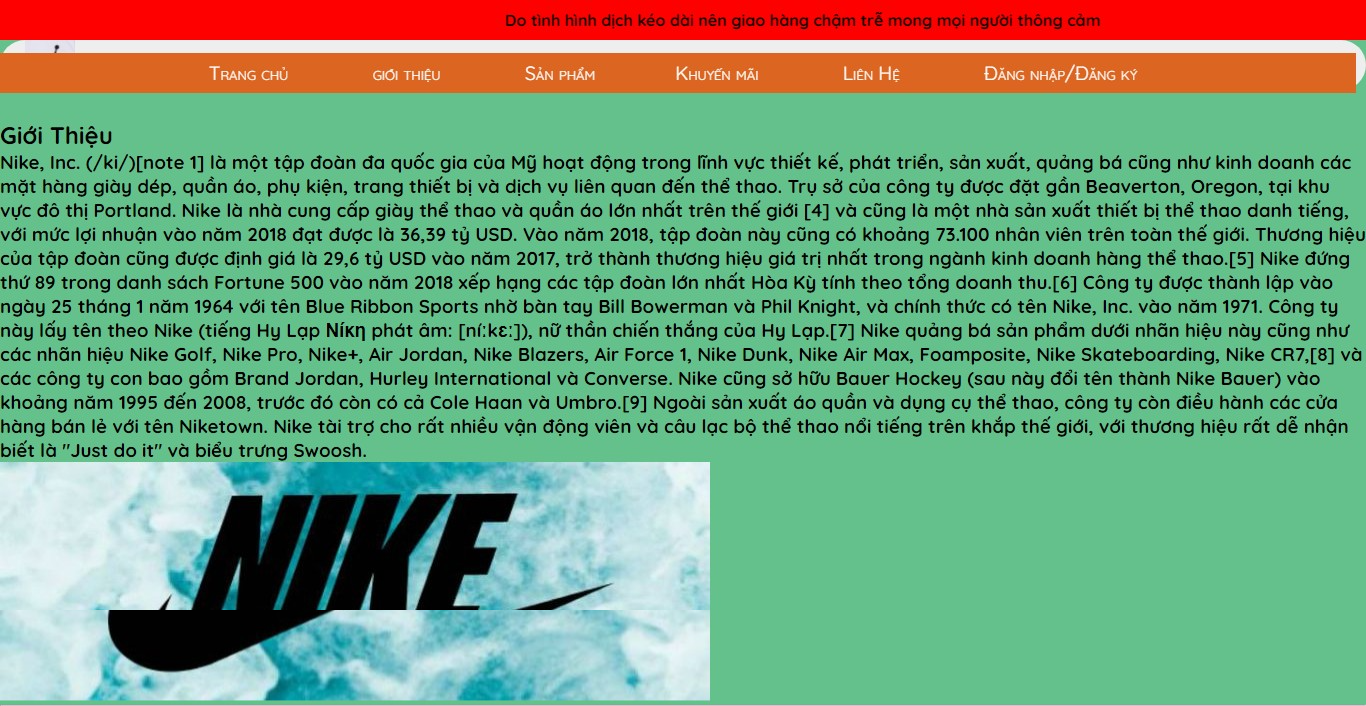 Do tình hình dịch kéo dài nên giao hàng chậm trễ mong mọi người thông cảm
Trang chủ giới thiệu Sản phẩm Khuyến mãi Liên Hệ Đăng nhập/Đăng ký
Giới Thiệu
Nike, Inc. (/ki/)[note 1] là một tập đoàn đa quốc gia của Mỹ hoạt động trong lĩnh vực thiết kế, phát triển, sản xuất, quảng bá cũng như kinh doanh các
mặt hàng giày dép, quần áo, phụ kiện, trang thiết bị và dịch vụ liên quan đến thể thao. Trụ sở của công ty được đặt gần Beaverton, Oregon, tại khu
vực đô thị Portland. Nike là nhà cung cấp giày thể thao và quần áo lớn nhất trên thế giới [4] và cũng là một nhà sản xuất thiết bị thể thao danh tiếng,
với mức lợi nhuận vào năm 2018 đạt được là 36,39 tỷ USD. Vào năm 2018, tập đoàn này cũng có khoảng 73.100 nhân viên trên toàn thế giới. Thương hiệu
của tập đoàn cũng được định giá là 29,6 tỷ USD vào năm 2017, trở thành thương hiệu giá trị nhất trong ngành kinh doanh hàng thể thao.[5] Nike đứng
thứ 89 trong danh sách Fortune 500 vào năm 2018 xếp hạng các tập đoàn lớn nhất Hòa Kỳ tính theo tổng doanh thu.[6] Công ty được thành lập vào
ngày 25 tháng 1 năm 1964 với tên Blue Ribbon Sports nhờ bàn tay Bill Bowerman và Phil Knight, và chính thức có tên Nike, Inc. vào năm 1971. Công ty
này lấy tên theo Nike (tiếng Hy Lạp Νίκη phát âm: [níːkɛː]), nữ thần chiến thắng của Hy Lạp.[7] Nike quảng bá sản phẩm dưới nhãn hiệu này cũng như
các nhãn hiệu Nike Golf, Nike Pro, Nike+, Air Jordan, Nike Blazers, Air Force 1, Nike Dunk, Nike Air Max, Foamposite, Nike Skateboarding, Nike CR7,[8] và
các công ty con bao gồm Brand Jordan, Hurley International và Converse. Nike cũng sở hữu Bauer Hockey (sau này đổi tên thành Nike Bauer) vào
khoảng năm 1995 đến 2008, trước đó còn có cả Cole Haan và Umbro.[9] Ngoài sản xuất áo quần và dụng cụ thể thao, công ty còn điều hành các cửa
hàng bán lẻ với tên Niketown. Nike tài trợ cho rất nhiều vận động viên và câu lạc bộ thể thao nổi tiếng trên khắp thế giới, với thương hiệu rất dễ nhận
biết là "Just do it" và biểu trưng Swoosh.
NIKE